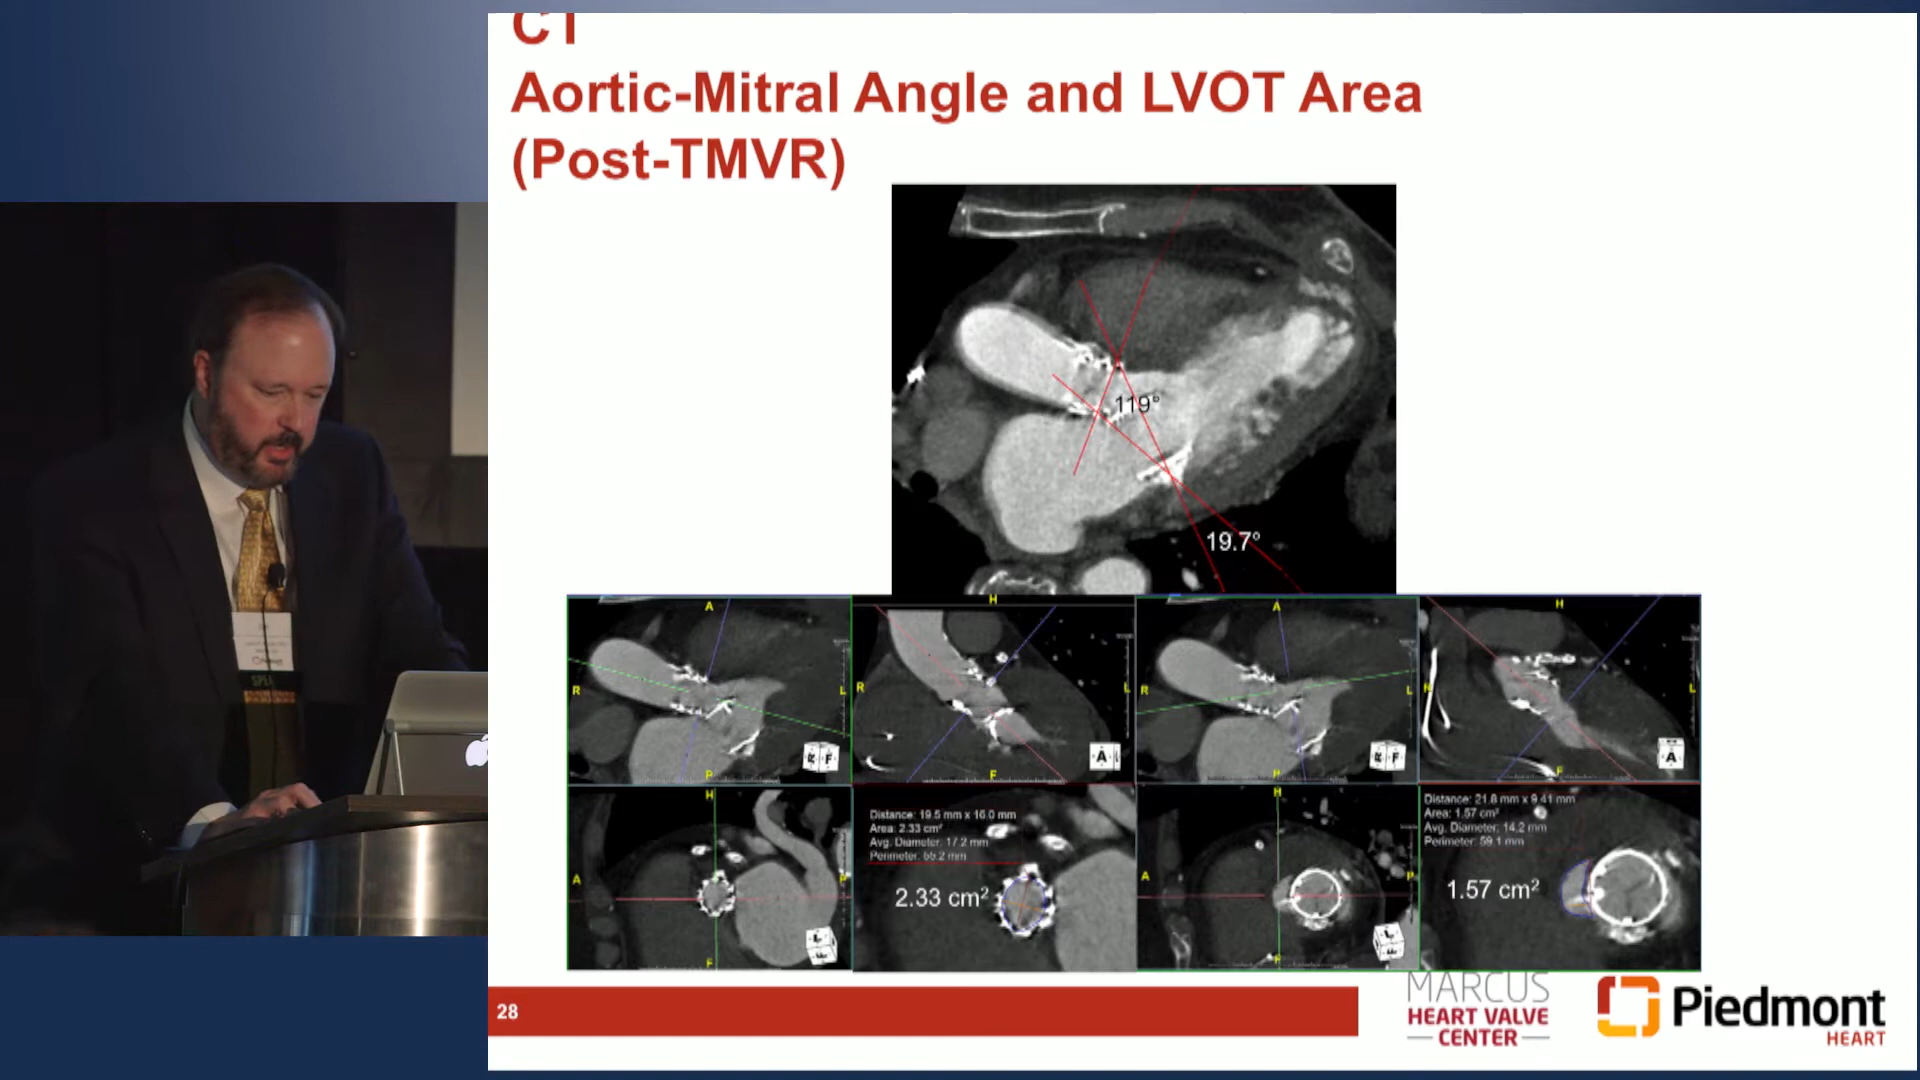 CT
Aortic-Mitral Angle and LVOT Area
(Post-TMVR)
119°
19.7°
A
H
A
H
R
L
R
L
R
L
L
F
A
F
A
P
F
P
F
H
H
Distance: 19.5 mm x 16.0 mm
Area: 2.33 cm²
Avg. Diameter: 17.2 mm
Perimeter: 55.2 mm
Distance: 21.8 mm x 9.41 mm
Area: 1.57 cm²
Avg. Diameter: 14.2 mm
Perimeter: 59.1 mm
A
2.33 cm²
A
P
1.57 cm²
F
F
28
MARCUS
HEART VALVE
CENTER
Piedmont
HEART